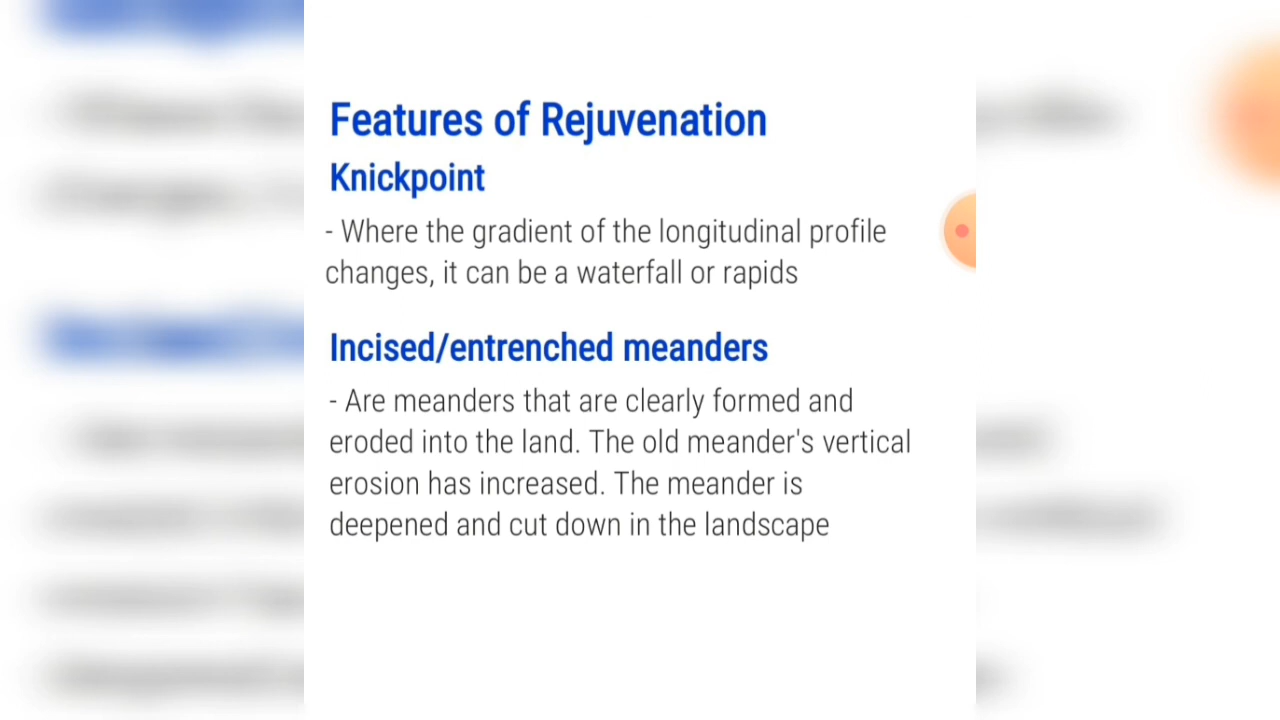 Features of Rejuvenation
Knickpoint
- Where the gradient of the longitudinal profile
changes, it can be a waterfall or rapids
Incised/entrenched meanders
- Are meanders that are clearly formed and
eroded into the land. The old meander's vertical
erosion has increased. The meander is
deepened and cut down in the landscape